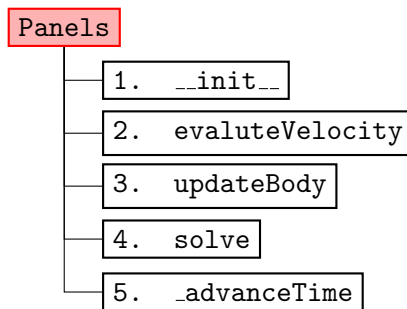 Panels
1. __init__
2. evaluteVelocity
3. updateBody
4. solve
5. _advanceTime